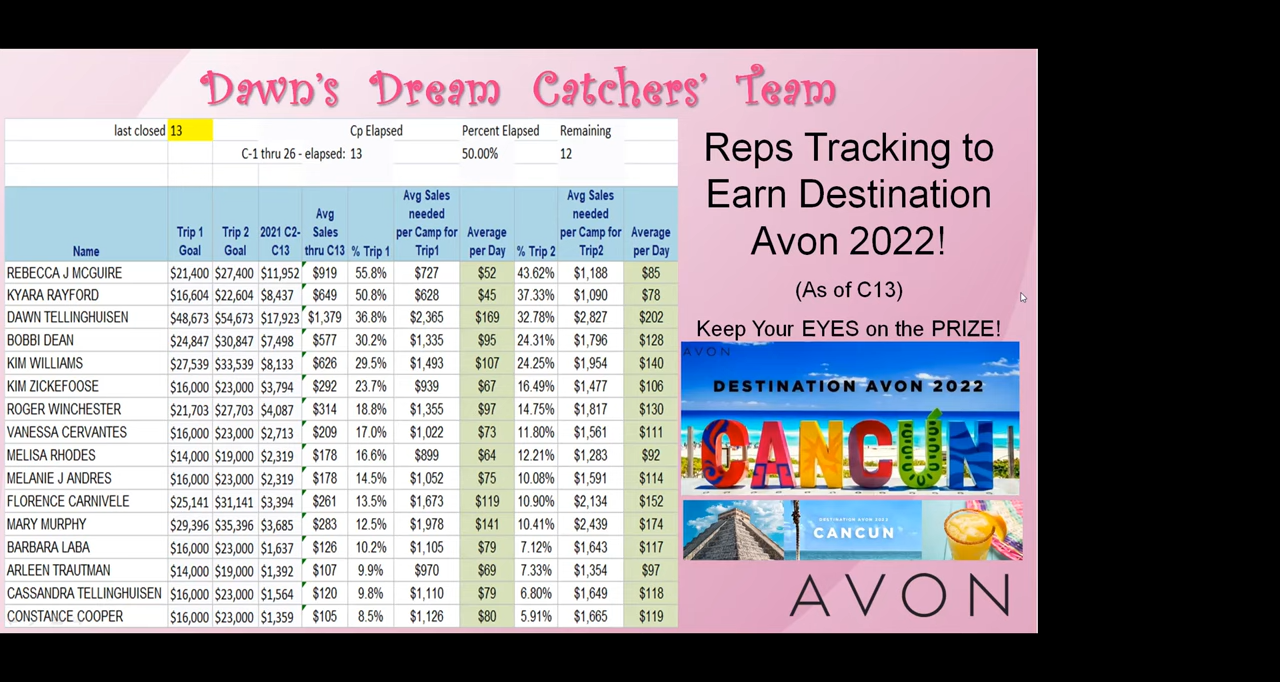 Dawn's Dream Catchers' Team
last closed 13 Cp Elapsed Percent Elapsed Remaining
C-1 thru 26 - elapsed: 13 50.00% 12
Name Trip 1 Goal Trip 2 Goal 2021 C2-C13 Avg Sales thru C13 % Trip 1 Avg Sales needed per Camp for Trip1 Average per Day % Trip 2 Avg Sales needed per Camp for Trip2 Average per Day
REBECCA J MCGUIRE $21,400 $27,400 $11,952 $919 55.8% $727 $52 43.62% $1,188 $85
KYARA RAYFORD $16,604 $22,604 $8,437 $649 50.8% $628 $45 37.33% $1,090 $78
DAWN TELLINGHUISEN $48,673 $54,673 $17,923 $1,379 36.8% $2,365 $169 32.78% $2,827 $202
BOBBI DEAN $24,847 $30,847 $7,498 $577 30.2% $1,335 $95 24.31% $1,796 $128
KIM WILLIAMS $27,539 $33,539 $8,133 $626 29.5% $1,493 $107 24.25% $1,954 $140
KIM ZICKEFOOSE $16,000 $23,000 $3,794 $292 23.7% $939 $67 16.49% $1,477 $106
ROGER WINCHESTER $21,703 $27,703 $4,087 $314 18.8% $1,355 $97 14.75% $1,817 $130
VANESSA CERVANTES $16,000 $23,000 $2,713 $209 17.0% $1,022 $73 11.80% $1,561 $111
MELISA RHODES $14,000 $19,000 $2,319 $178 16.6% $899 $64 12.21% $1,283 $92
MELANIE J ANDRES $16,000 $23,000 $2,319 $178 14.5% $1,052 $75 10.08% $1,591 $114
FLORENCE CARNIVELE $25,141 $31,141 $3,394 $261 13.5% $1,673 $119 10.90% $2,134 $152
MARY MURPHY $29,396 $35,396 $3,685 $283 12.5% $1,978 $141 10.41% $2,439 $174
BARBARA LABA $16,000 $23,000 $1,637 $126 10.2% $1,105 $79 7.12% $1,643 $117
ARLEEN TRAUTMAN $14,000 $19,000 $1,392 $107 9.9% $970 $69 7.33% $1,354 $97
CASSANDRA TELLINGHUISEN $16,000 $23,000 $1,564 $120 9.8% $1,110 $79 6.80% $1,649 $118
CONSTANCE COOPER $16,000 $23,000 $1,359 $105 8.5% $1,126 $80 5.91% $1,665 $119
Reps Tracking to
Earn Destination
Avon 2022!
(As of C13)
Keep Your EYES on the PRIZE!
AVON
DESTINATION AVON 2022
CANCÚN
DESTINATION AVON 2022
CANCUN
AVON